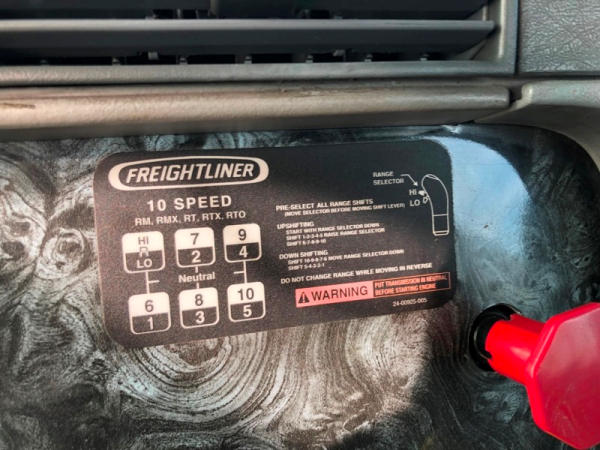 FREIGHTLINER
10 SPEED
RM, RMX, RT, RTX, RTO
HI
R
LO
7
2
9
4
Neutral
6
1
8
3
10
5
PRE-SELECT ALL RANGE SHIFTS
(MOVE SELECTOR BEFORE MOVING SHIFT LEVER)
UPSHIFTING
START WITH RANGE SELECTOR DOWN
SHIFT 1-2-3-4-5 RAISE RANGE SELECTOR
SHIFT 6-7-8-9-10
DOWN SHIFTING
SHIFT 10-9-8-7-6 MOVE RANGE SELECTOR DOWN
SHIFT 5-4-3-2-1
DO NOT CHANGE RANGE WHILE MOVING IN REVERSE
RANGE
SELECTOR
HI
LO
WARNING
PUT TRANSMISSION IN NEUTRAL
BEFORE STARTING ENGINE
24-00905-005